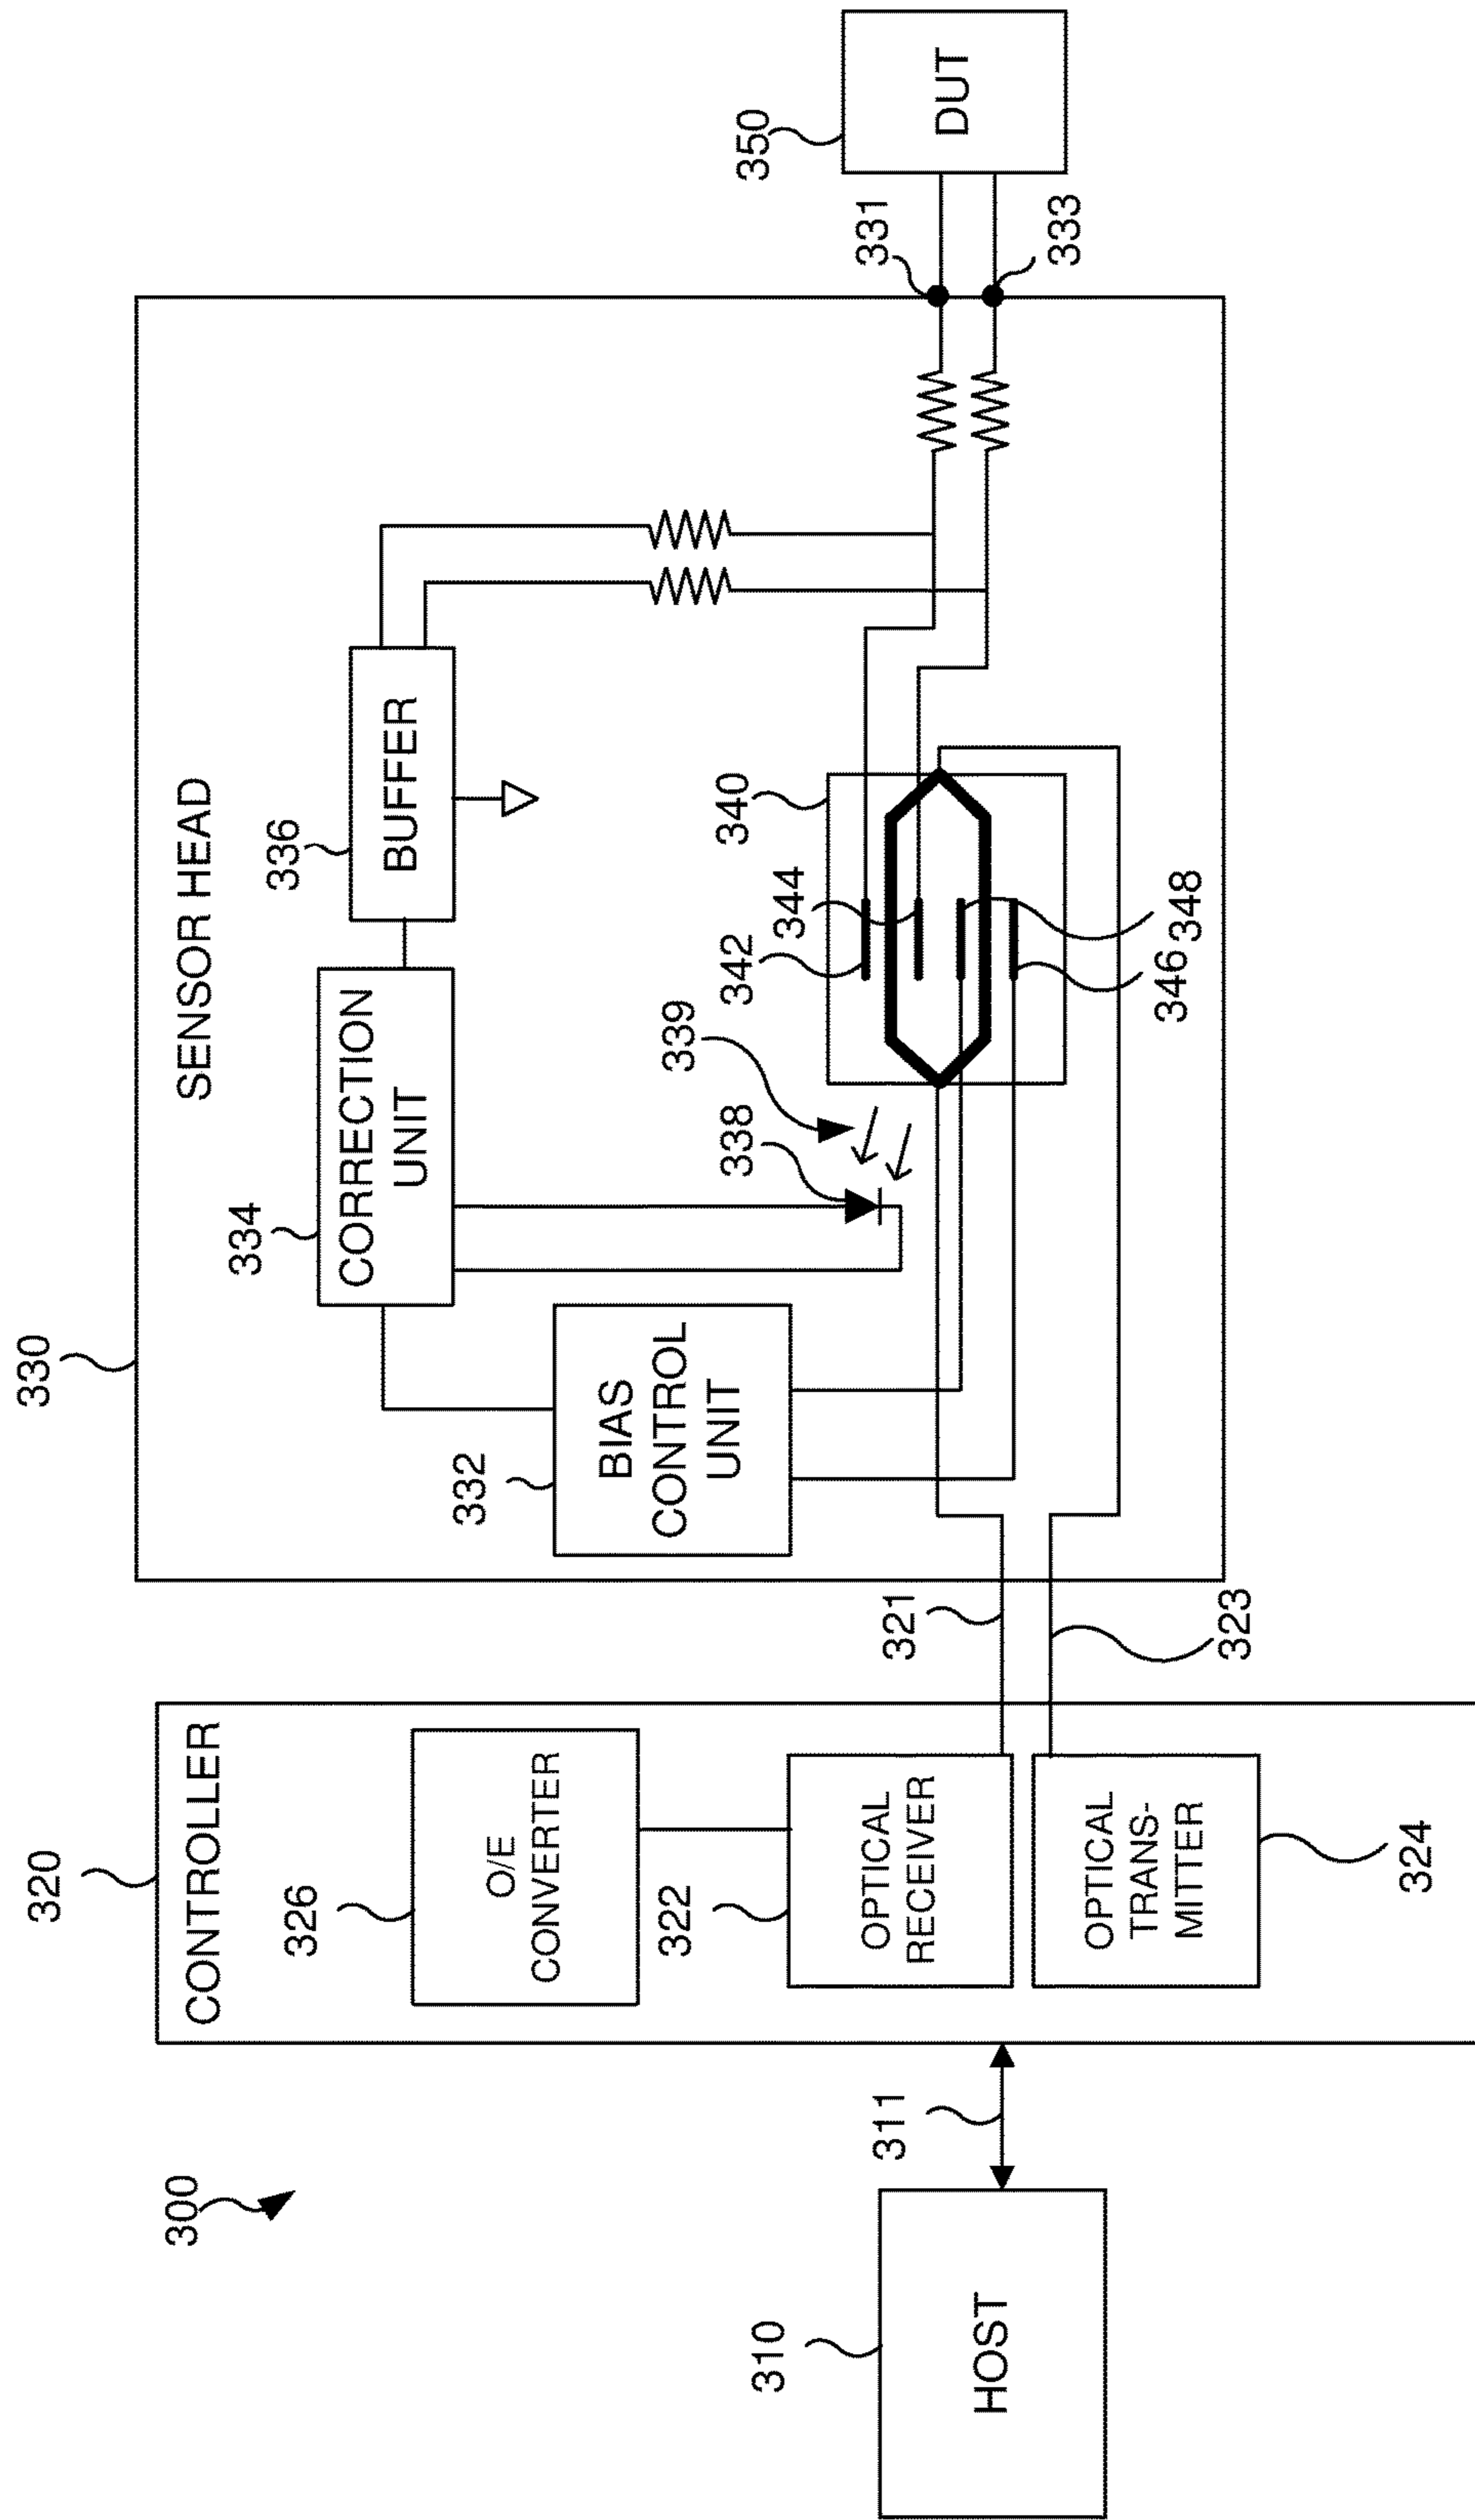 300
310
HOST
311
320
CONTROLLER
326
O/E
CONVERTER
322
OPTICAL
RECEIVER
OPTICAL
TRANS-
MITTER
324
321
323
330
SENSOR HEAD
332
BIAS
CONTROL
UNIT
334
CORRECTION
UNIT
336
BUFFER
338
339
340
342
344
346
348
331
333
350
DUT